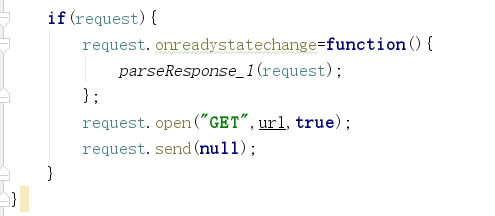 if(request){
request.onreadystatechange=function(){
parseResponse_1(request);
};
request.open("GET",url,true);
request.send(null);
}
}